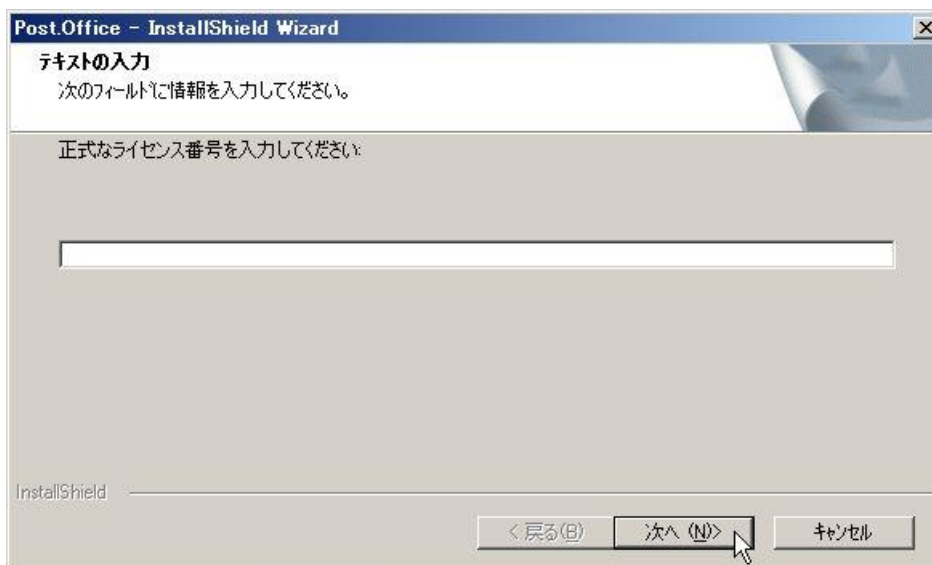 Post.Office - InstallShield Wizard
テキストの入力
次のフィールドに情報を入力してください。
正式なライセンス番号を入力してください:
InstallShield
< 戻る(B) 次へ (N)> キャンセル